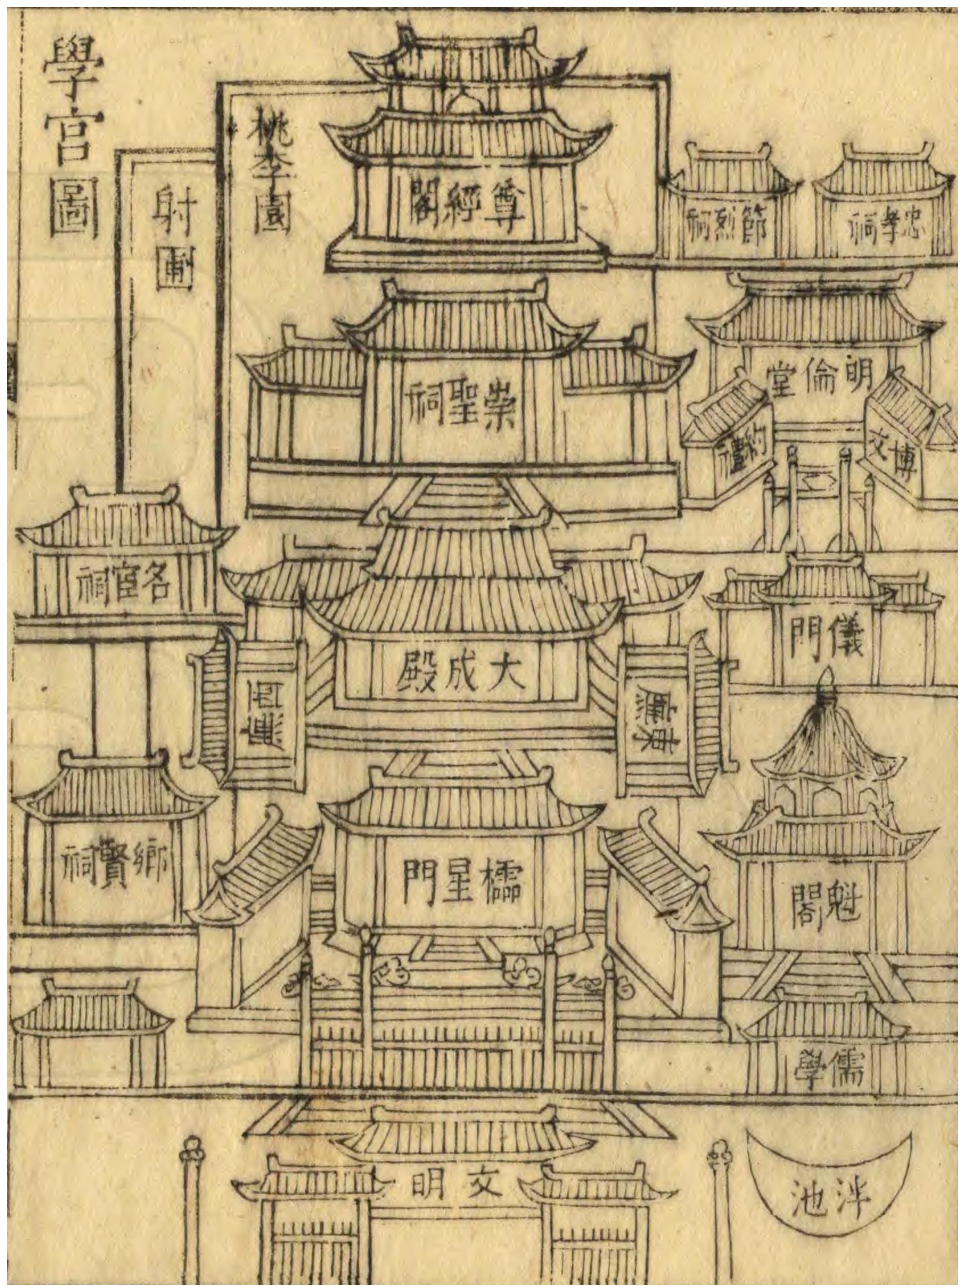 學宮圖
射圃
桃李園
尊經閣
忠孝祠
節烈祠
崇聖祠
明倫堂
博文
約禮
名宦祠
大成殿
東廡
西廡
儀門
鄉賢祠
櫺星門
魁閣
儒學
文明
泮池